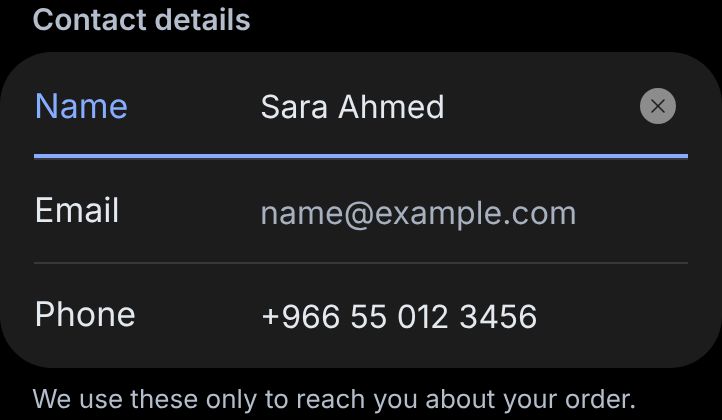 Contact details
Name Sara Ahmed
Email name@example.com
Phone +966 55 012 3456
We use these only to reach you about your order.